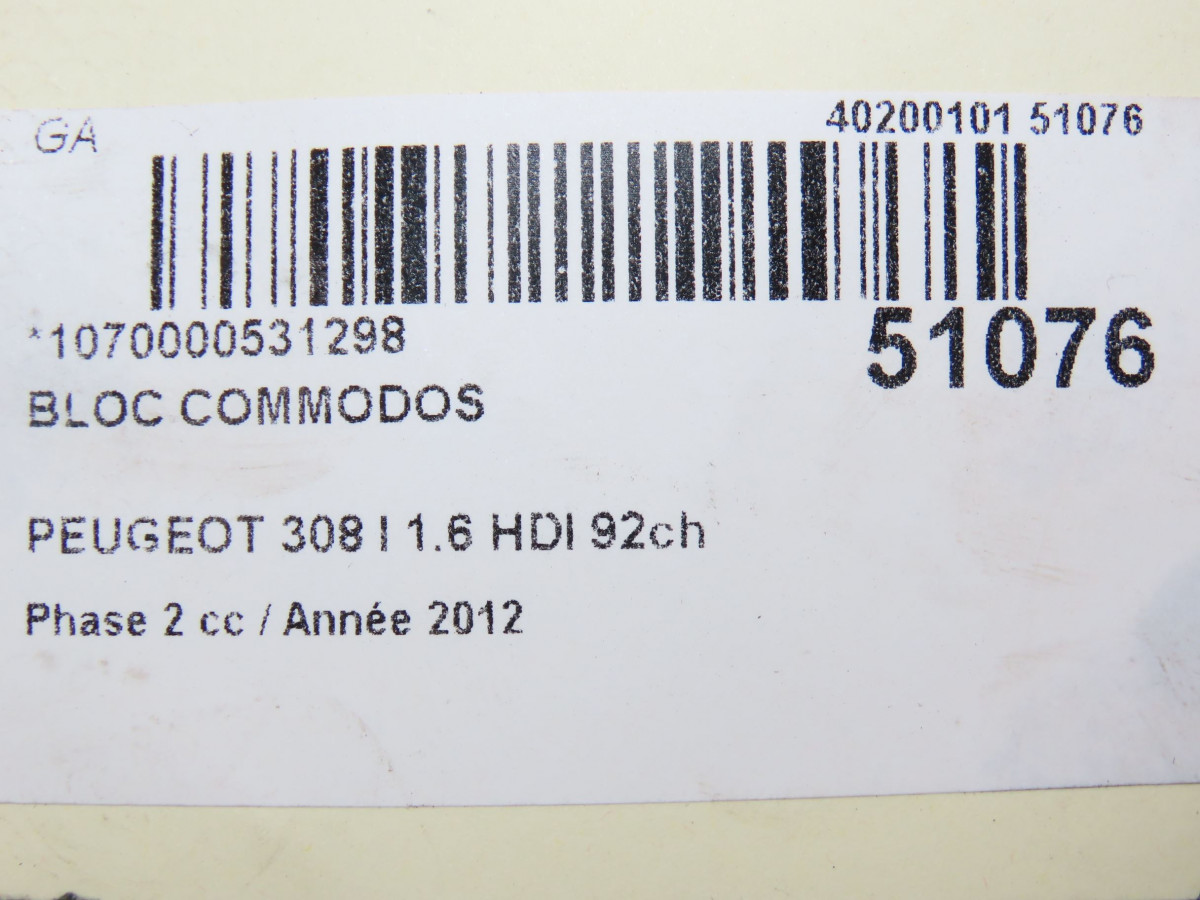 GA
40200101 51076
*1070000531298
51076
BLOC COMMODOS
PEUGEOT 308 I 1.6 HDI 92ch
Phase 2 cc / Année 2012